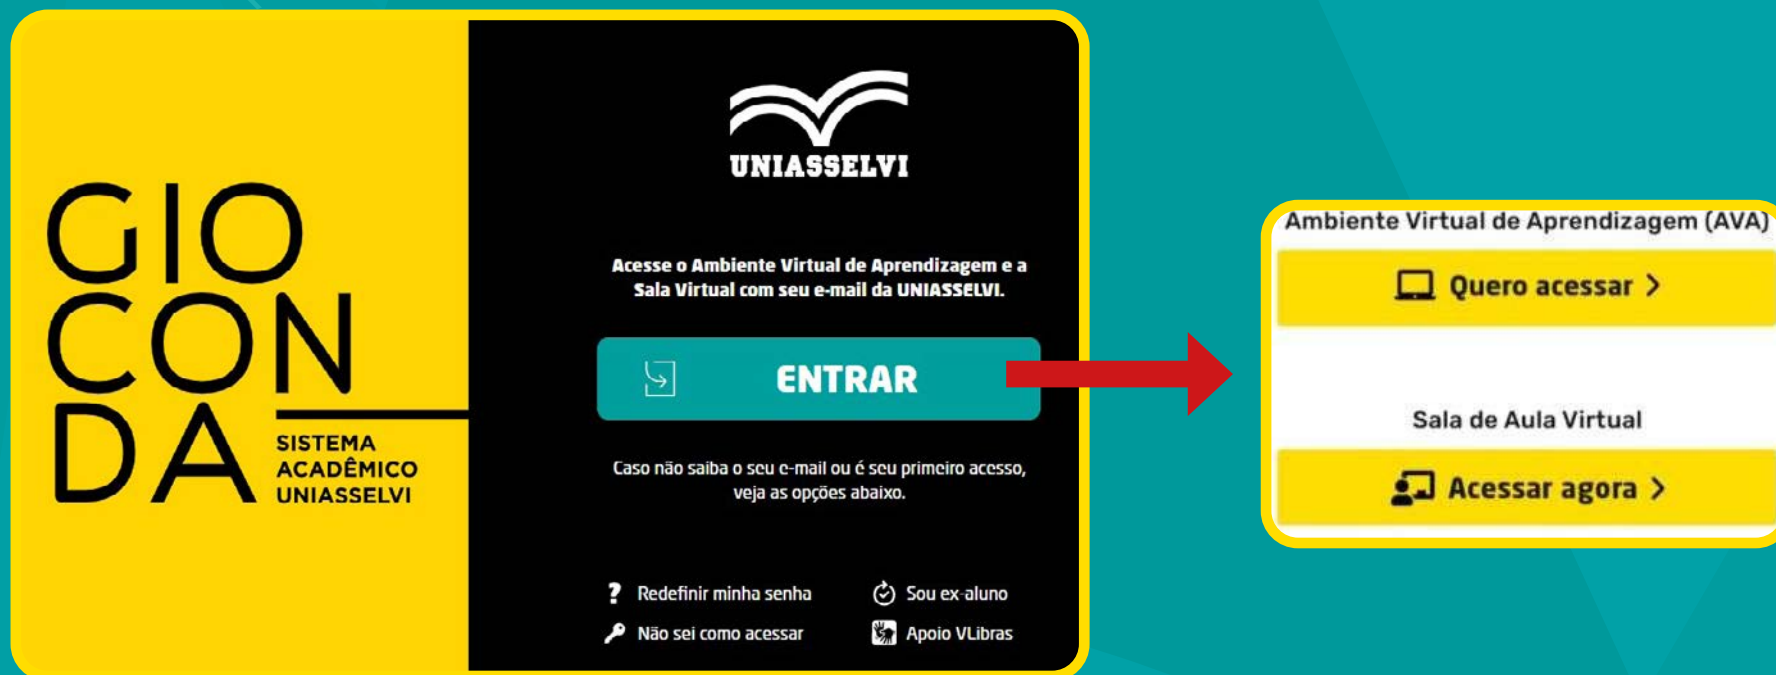 GIO
CON
DA
SISTEMA
ACADÊMICO
UNIASSELVI
UNIASSELVI
Acesse o Ambiente Virtual de Aprendizagem e a
Sala Virtual com seu e-mail da UNIASSELVI.
ENTRAR
Caso não saiba o seu e-mail ou é seu primeiro acesso,
veja as opções abaixo.
? Redefinir minha senha
Sou ex-aluno
Não sei como acessar
Apoio VLibras
Ambiente Virtual de Aprendizagem (AVA)
Quero acessar >
Sala de Aula Virtual
Acessar agora >